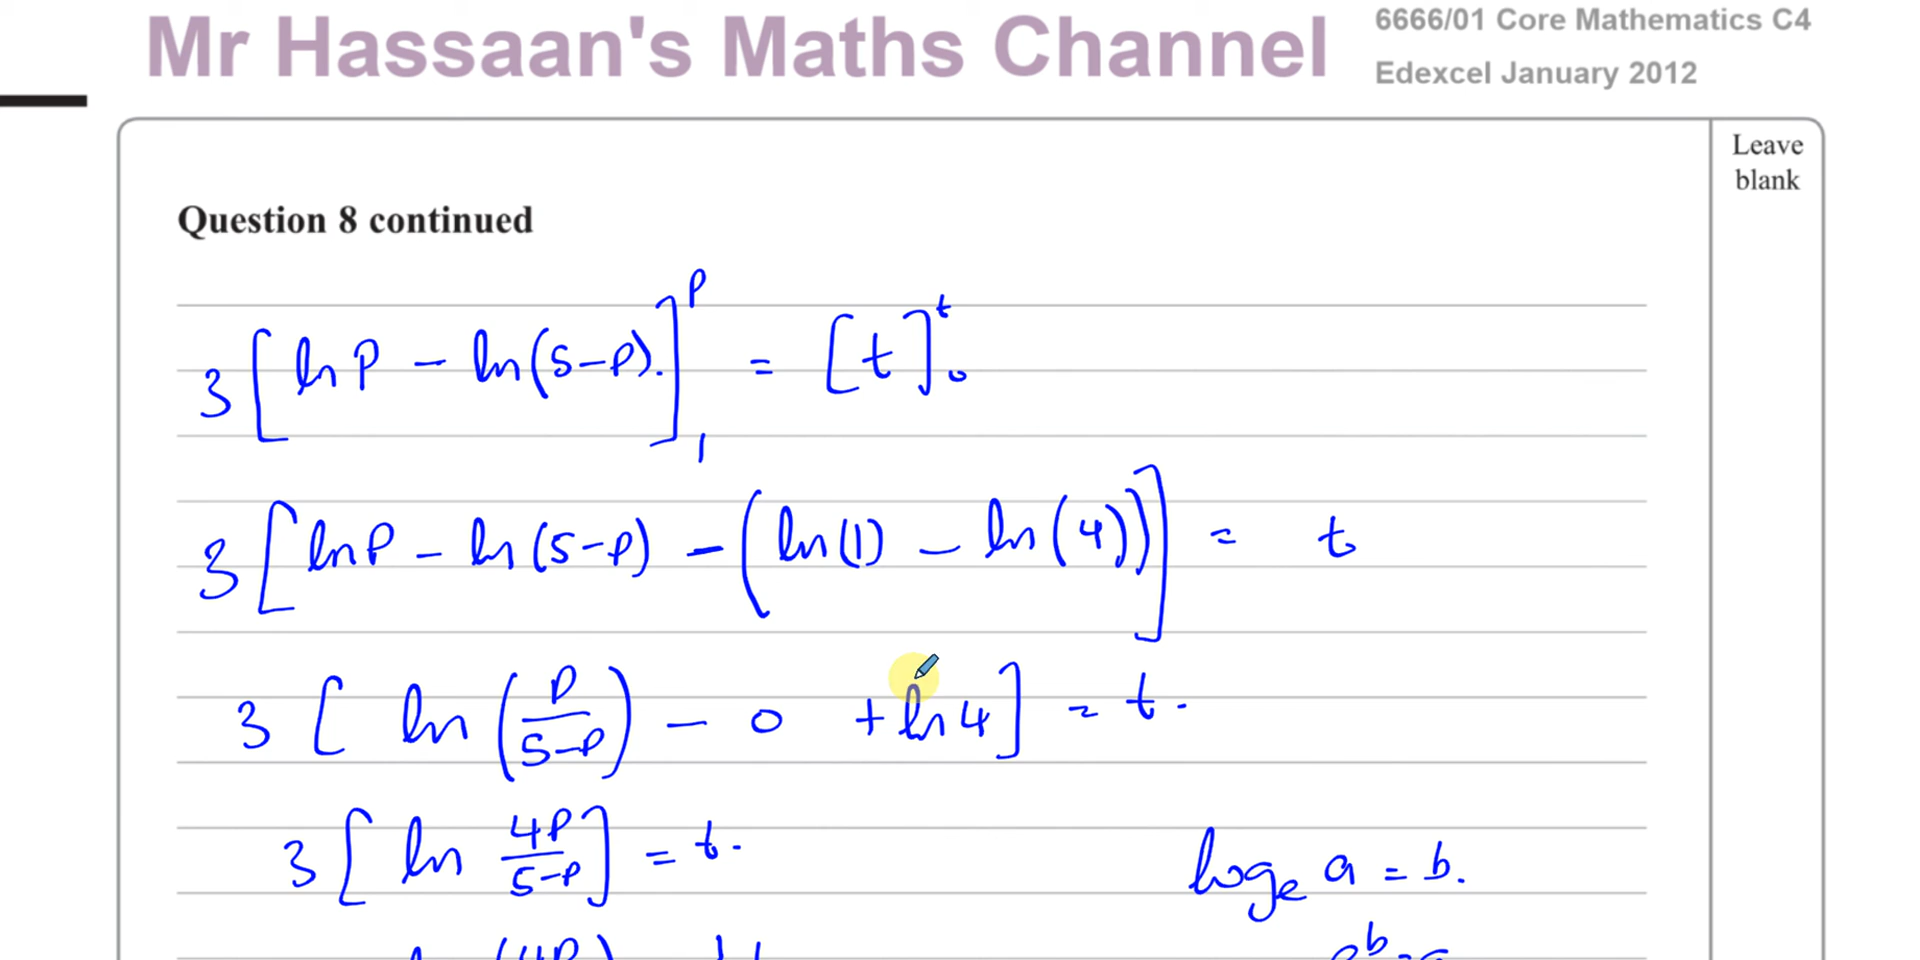 Mr Hassaan's Maths Channel
6666/01 Core Mathematics C4
Edexcel January 2012
Leave
blank
Question 8 continued
3[ln P − ln(5−P).]₁ᴾ = [t]₀ᵗ
3[ln P − ln(5−P) − (ln(1) − ln(4))] = t
3[ln(P/(5−P)) − 0 + ln 4] = t.
3[ln 4P/(5−P)] = t.
logₑ a = b.